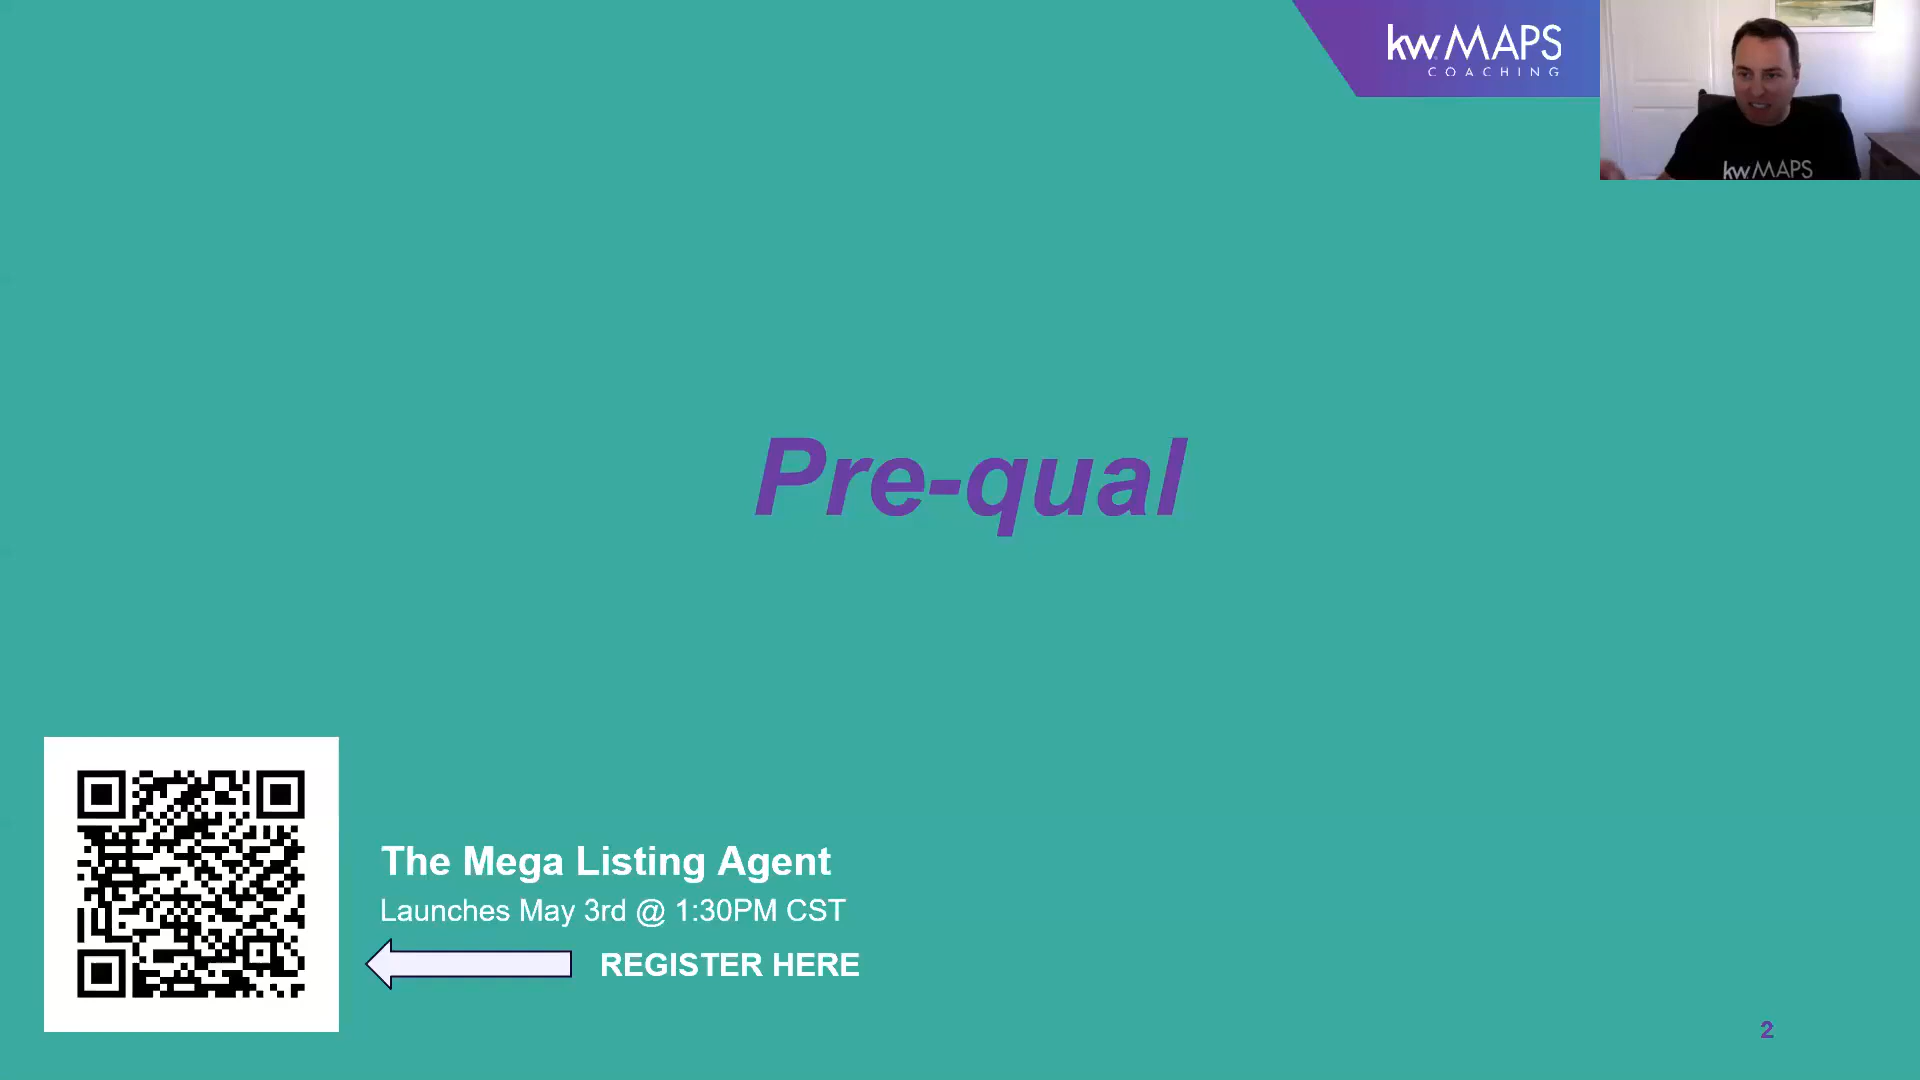 kw MAPS
COACHING
kw MAPS
Pre-qual
The Mega Listing Agent
Launches May 3rd @ 1:30PM CST
REGISTER HERE
2